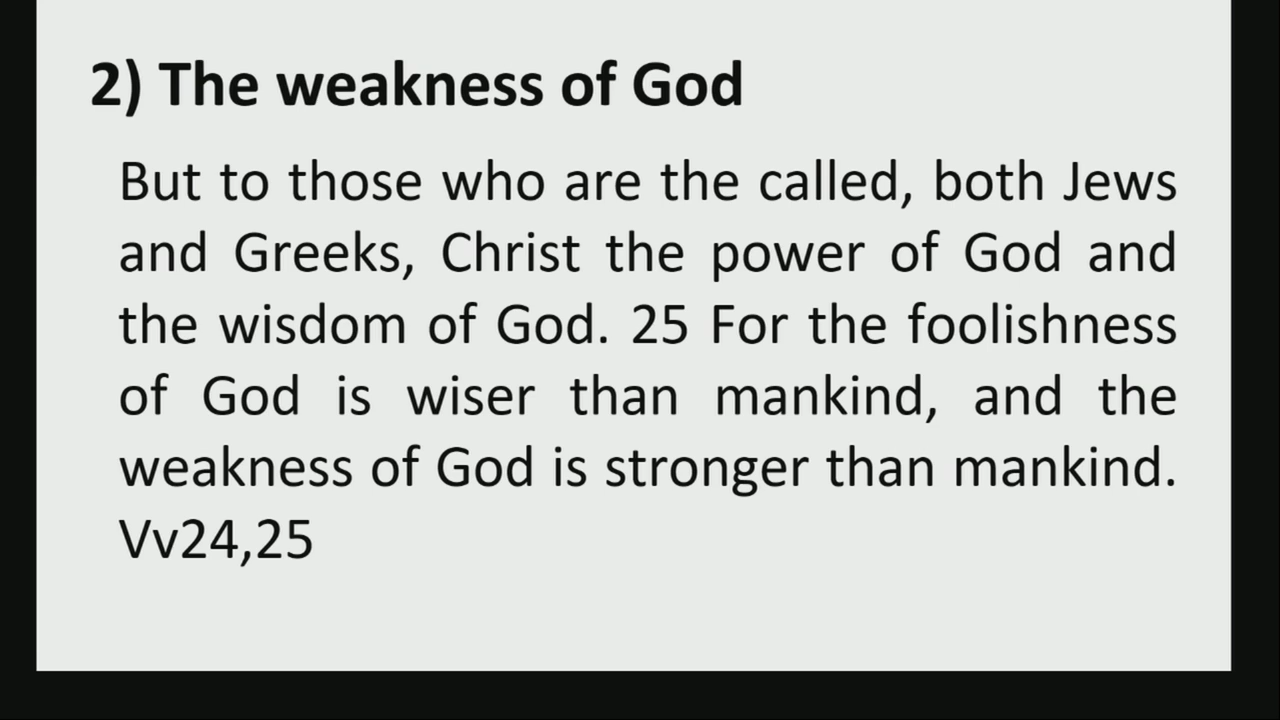 2) The weakness of God
But to those who are the called, both Jews
and Greeks, Christ the power of God and
the wisdom of God. 25 For the foolishness
of God is wiser than mankind, and the
weakness of God is stronger than mankind.
Vv24,25